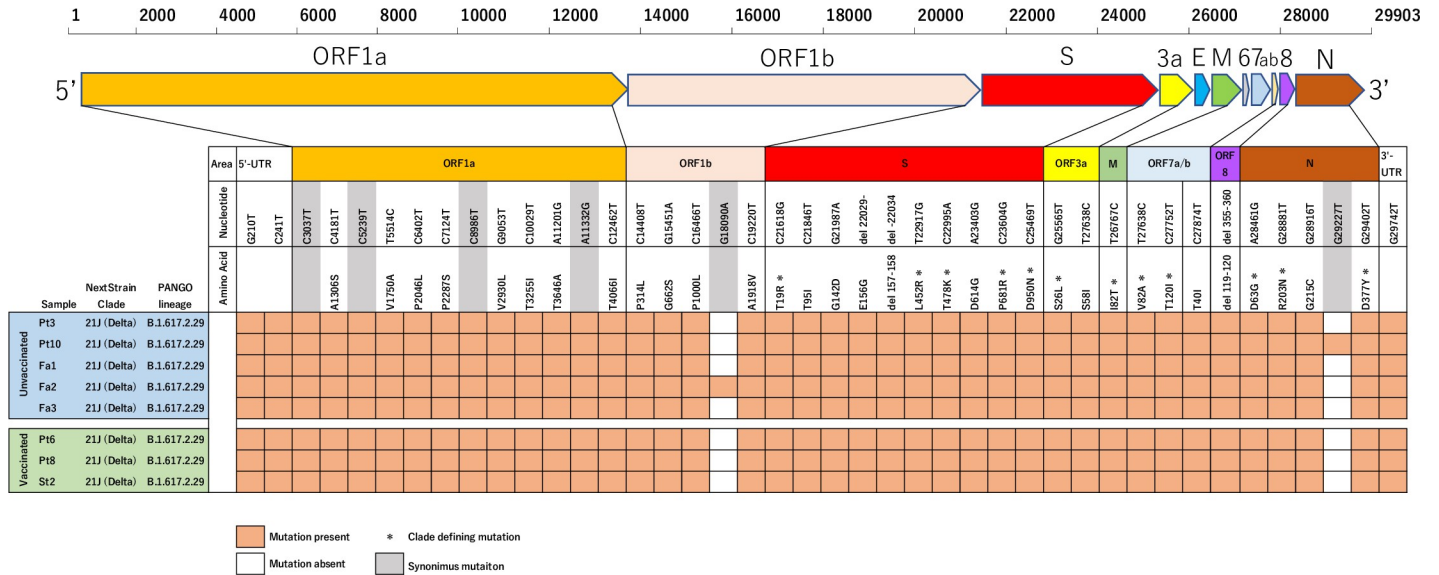 1 2000 4000 6000 8000 10000 12000 14000 16000 18000 20000 22000 24000 26000 28000 29903
ORF1a ORF1b S 3a E M 6 7ab 8 N
5’ 3’
Area 5'-UTR ORF1a ORF1b S ORF3a M ORF7a/b ORF 8 N 3'-UTR
Nucleotide G210T C241T C3037T C4181T C5239T T5514C C6402T C7124T C8986T G9053T C10029T A11201G A11332G C12462T C14408T G15451A C16466T G18090A C19220T C21618G C21846T G21987A del 22029- del -22034 T22917G C22995A A23403G C23604G C25469T G25565T T27638C T26767C T27638C C27752T C27874T del 3555-360 A28461G G28881T G28916T G29227T G29402T G29742T
Amino Acid A1306S V1750A P2046L P2287S V2930L T3255I T3646A T4066I P314L G662S P1000L A1918V T19R * T95I G142D E156G del 157-158 L452R * T478K * D614G P681R * D950N * S26L * S58I I82T * V82A * T120I * T40I del 119-120 D63G * R203N * G215C D377Y *
Sample NextStrain Clade PANGO lineage
Unvaccinated
Pt3 21J (Delta) B.1.617.2.29
Pt10 21J (Delta) B.1.617.2.29
Fa1 21J (Delta) B.1.617.2.29
Fa2 21J (Delta) B.1.617.2.29
Fa3 21J (Delta) B.1.617.2.29
Vaccinated
Pt6 21J (Delta) B.1.617.2.29
Pt8 21J (Delta) B.1.617.2.29
St2 21J (Delta) B.1.617.2.29
Mutation present * Clade defining mutation
Mutation absent Synonimus mutaiton